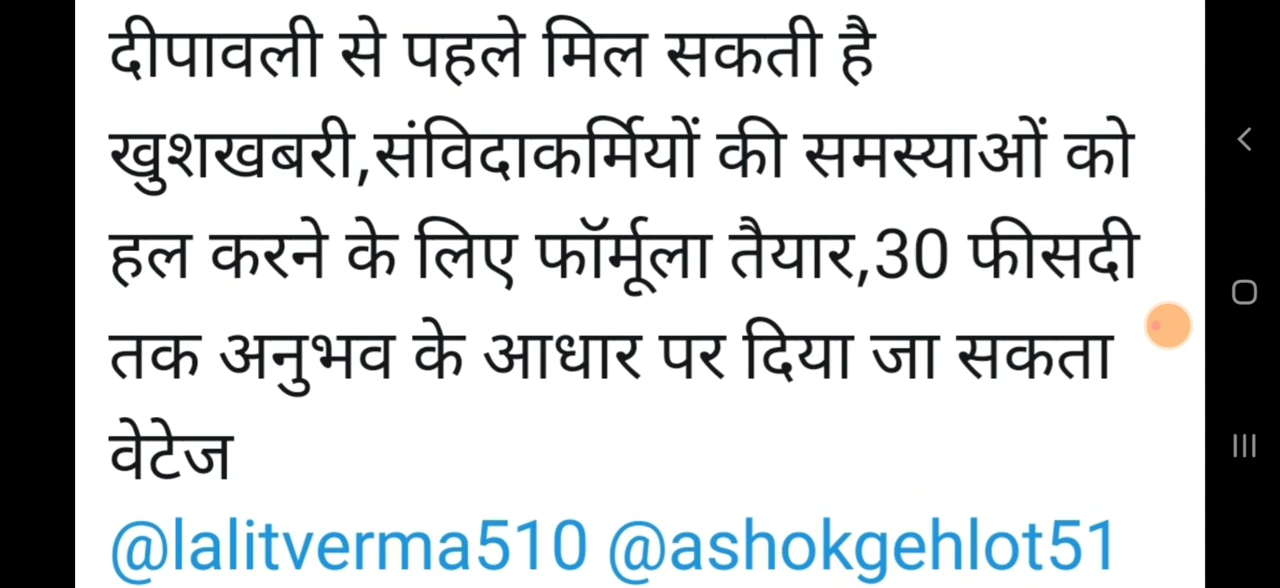 दीपावली से पहले मिल सकती है
खुशखबरी,संविदाकर्मियों की समस्याओं को
हल करने के लिए फॉर्मूला तैयार,30 फीसदी
तक अनुभव के आधार पर दिया जा सकता
वेटेज
@lalitverma510 @ashokgehlot51